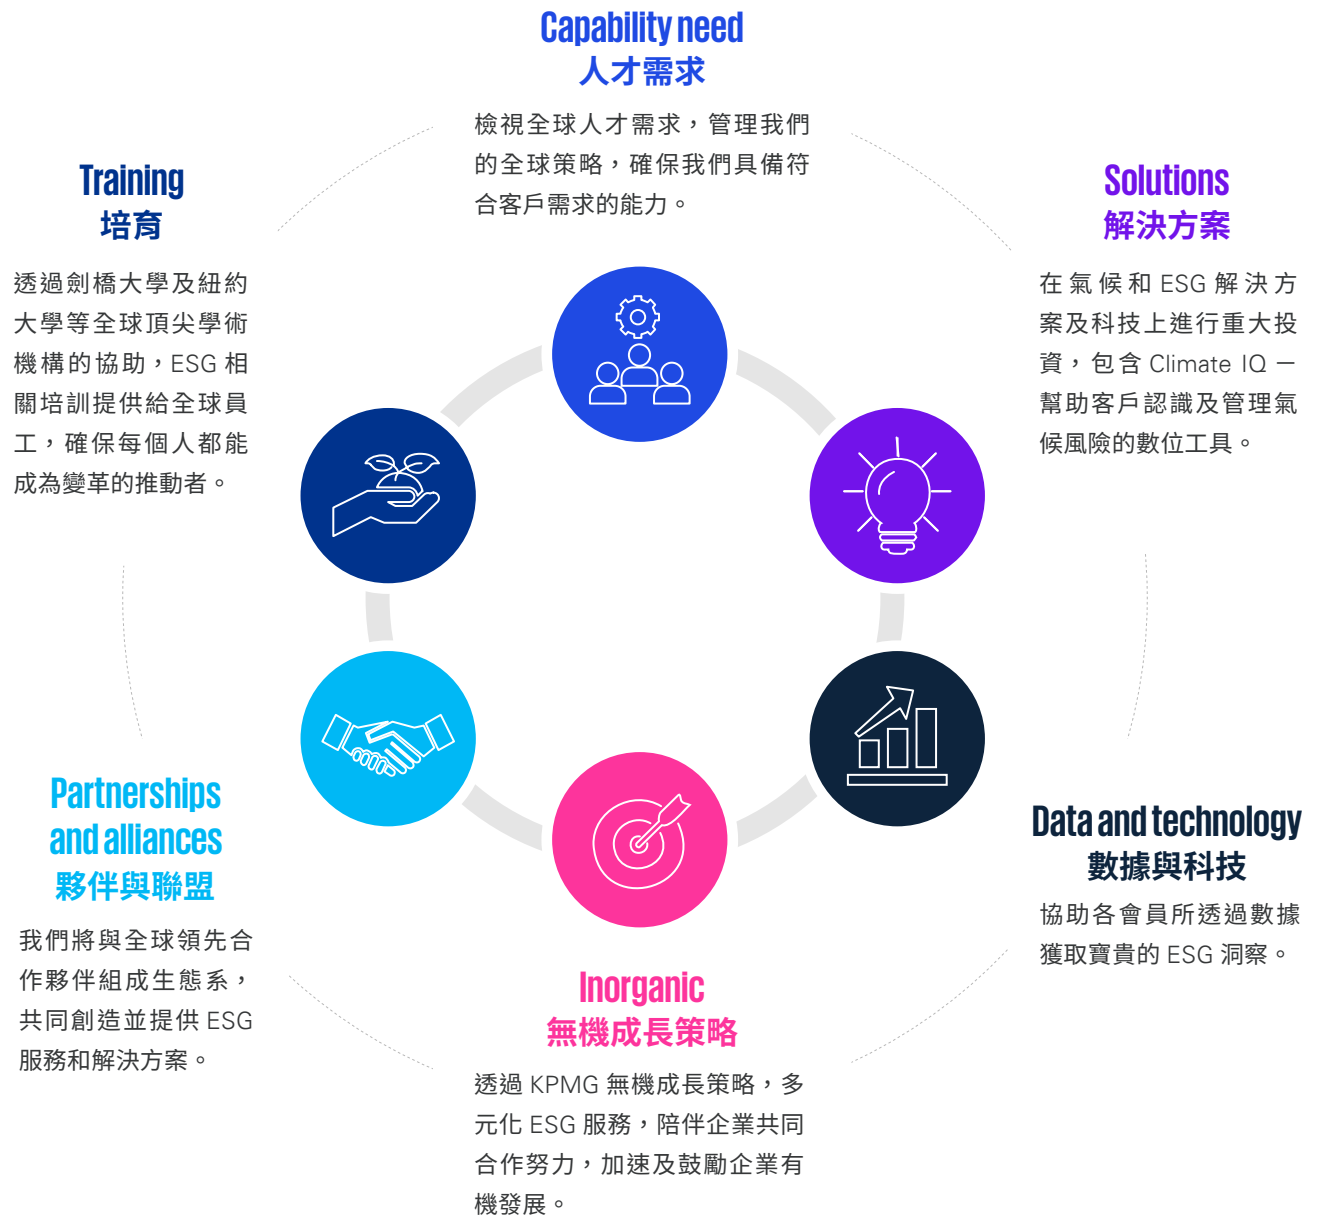 Capability need
人才需求
檢視全球人才需求，管理我們
的全球策略，確保我們具備符
合客戶需求的能力。
Training
培育
透過劍橋大學及紐約
大學等全球頂尖學術
機構的協助，ESG 相
關培訓提供給全球員
工，確保每個人都能
成為變革的推動者。
Solutions
解決方案
在氣候和 ESG 解決方
案及科技上進行重大投
資，包含 Climate IQ －
幫助客戶認識及管理氣
候風險的數位工具。
Partnerships
and alliances
夥伴與聯盟
我們將與全球領先合
作夥伴組成生態系，
共同創造並提供 ESG
服務和解決方案。
Data and technology
數據與科技
協助各會員所透過數據
獲取寶貴的 ESG 洞察。
Inorganic
無機成長策略
透過 KPMG 無機成長策略，多
元化 ESG 服務，陪伴企業共同
合作努力，加速及鼓勵企業有
機發展。